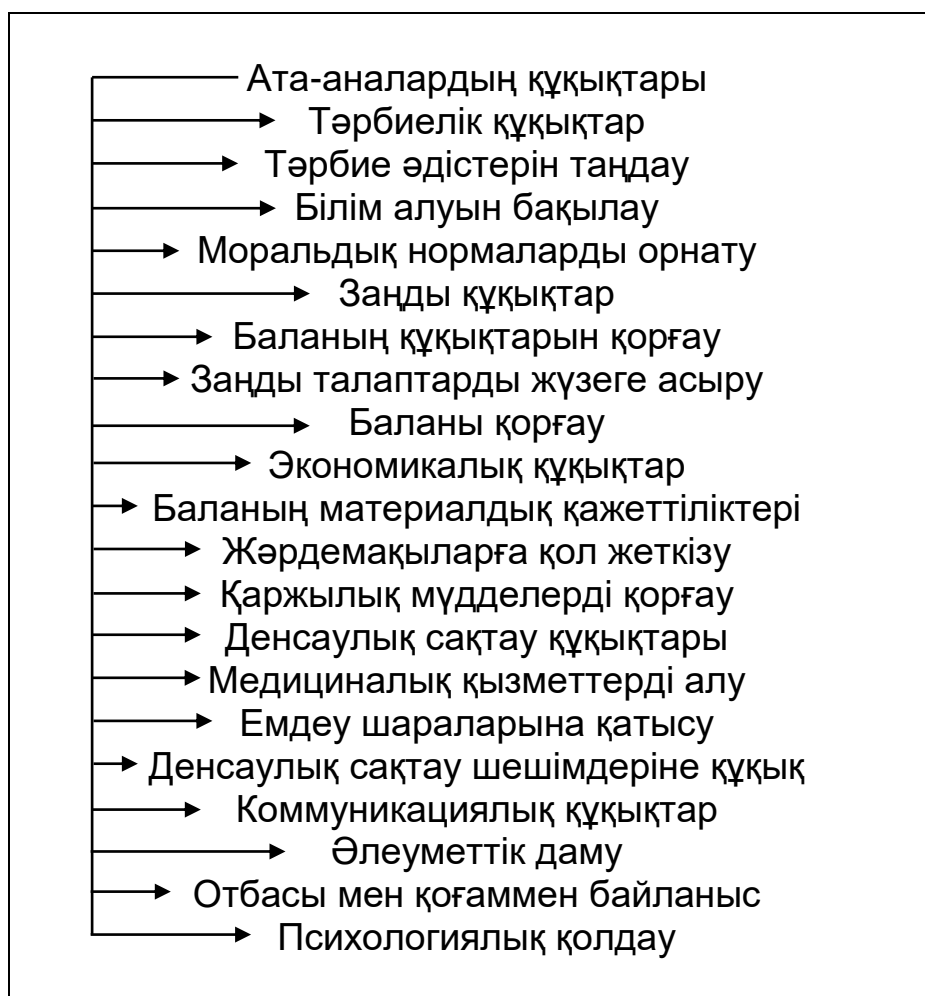 Ата-аналардың құқықтары
Тәрбиелік құқықтар
Тәрбие әдістерін таңдау
Білім алуын бақылау
Моральдық нормаларды орнату
Заңды құқықтар
Баланың құқықтарын қорғау
Заңды талаптарды жүзеге асыру
Баланы қорғау
Экономикалық құқықтар
Баланың материалдық қажеттіліктері
Жәрдемақыларға қол жеткізу
Қаржылық мүдделерді қорғау
Денсаулық сақтау құқықтары
Медициналық қызметтерді алу
Емдеу шараларына қатысу
Денсаулық сақтау шешімдеріне құқық
Коммуникациялық құқықтар
Әлеуметтік даму
Отбасы мен қоғаммен байланыс
Психологиялық қолдау